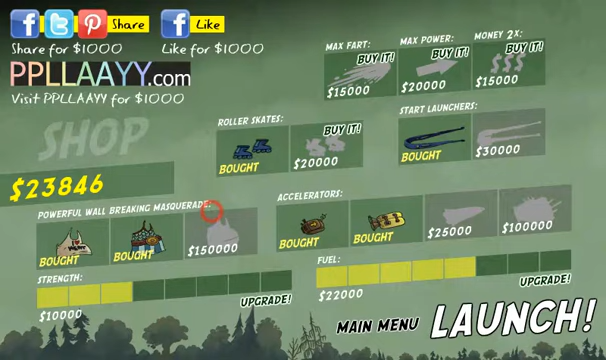 Share
Like
Share for $1000
Like for $1000
PPLLAAYY.com
Visit PPLLAAYY for $1000
MAX FART:
BUY IT!
$15000
MAX POWER:
BUY IT!
$20000
MONEY 2X:
BUY IT!
$15000
SHOP
$23846
ROLLER SKATES:
BOUGHT
BUY IT!
$20000
START LAUNCHERS:
BOUGHT
$30000
POWERFUL WALL BREAKING MASQUERADE:
BOUGHT
BOUGHT
$150000
ACCELERATORS:
BOUGHT
BOUGHT
$25000
$100000
STRENGTH:
$10000
UPGRADE!
FUEL:
$22000
UPGRADE!
MAIN MENU
LAUNCH!